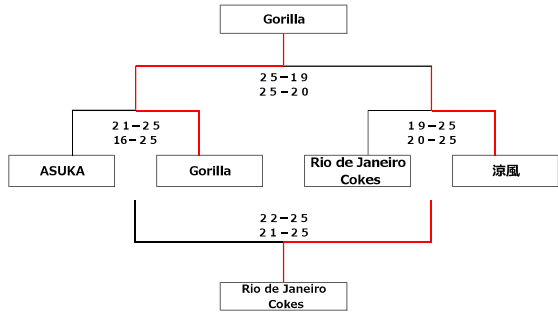 Gorilla
２５－１９
２５－２０
２１－２５
16－２５
１９－２５
２０－２５
ASUKA
Gorilla
Rio de Janeiro
Cokes
涼風
２２－２５
２１－２５
Rio de Janeiro
Cokes